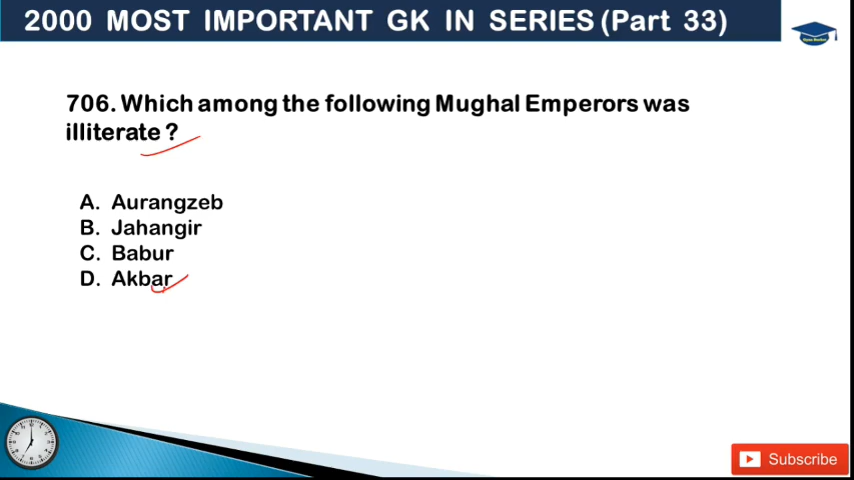 2000 MOST IMPORTANT GK IN SERIES (Part 33)
706. Which among the following Mughal Emperors was
illiterate ?
A. Aurangzeb
B. Jahangir
C. Babur
D. Akbar
Subscribe